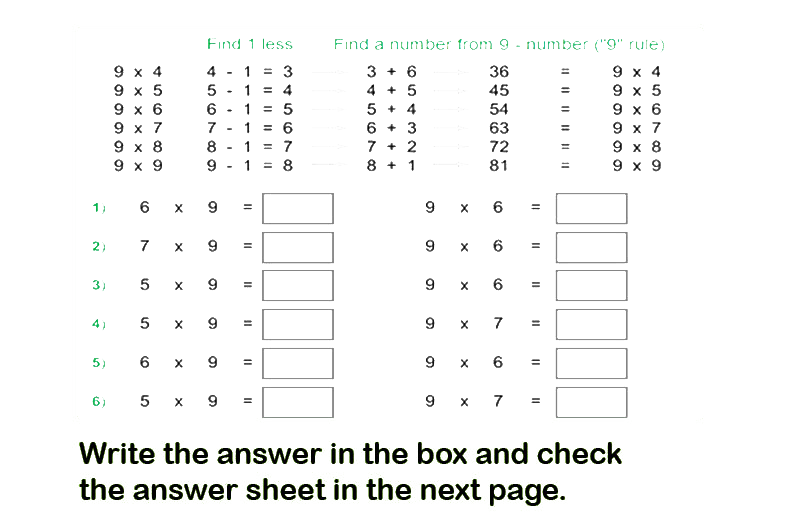 Find 1 less Find a number from 9 - number ("9" rule)
9 x 4 4 - 1 = 3 3 + 6 36 = 9 x 4
9 x 5 5 - 1 = 4 4 + 5 45 = 9 x 5
9 x 6 6 - 1 = 5 5 + 4 54 = 9 x 6
9 x 7 7 - 1 = 6 6 + 3 63 = 9 x 7
9 x 8 8 - 1 = 7 7 + 2 72 = 9 x 8
9 x 9 9 - 1 = 8 8 + 1 81 = 9 x 9
1) 6 x 9 = 9 x 6 =
2) 7 x 9 = 9 x 6 =
3) 5 x 9 = 9 x 6 =
4) 5 x 9 = 9 x 7 =
5) 6 x 9 = 9 x 6 =
6) 5 x 9 = 9 x 7 =
Write the answer in the box and check
the answer sheet in the next page.